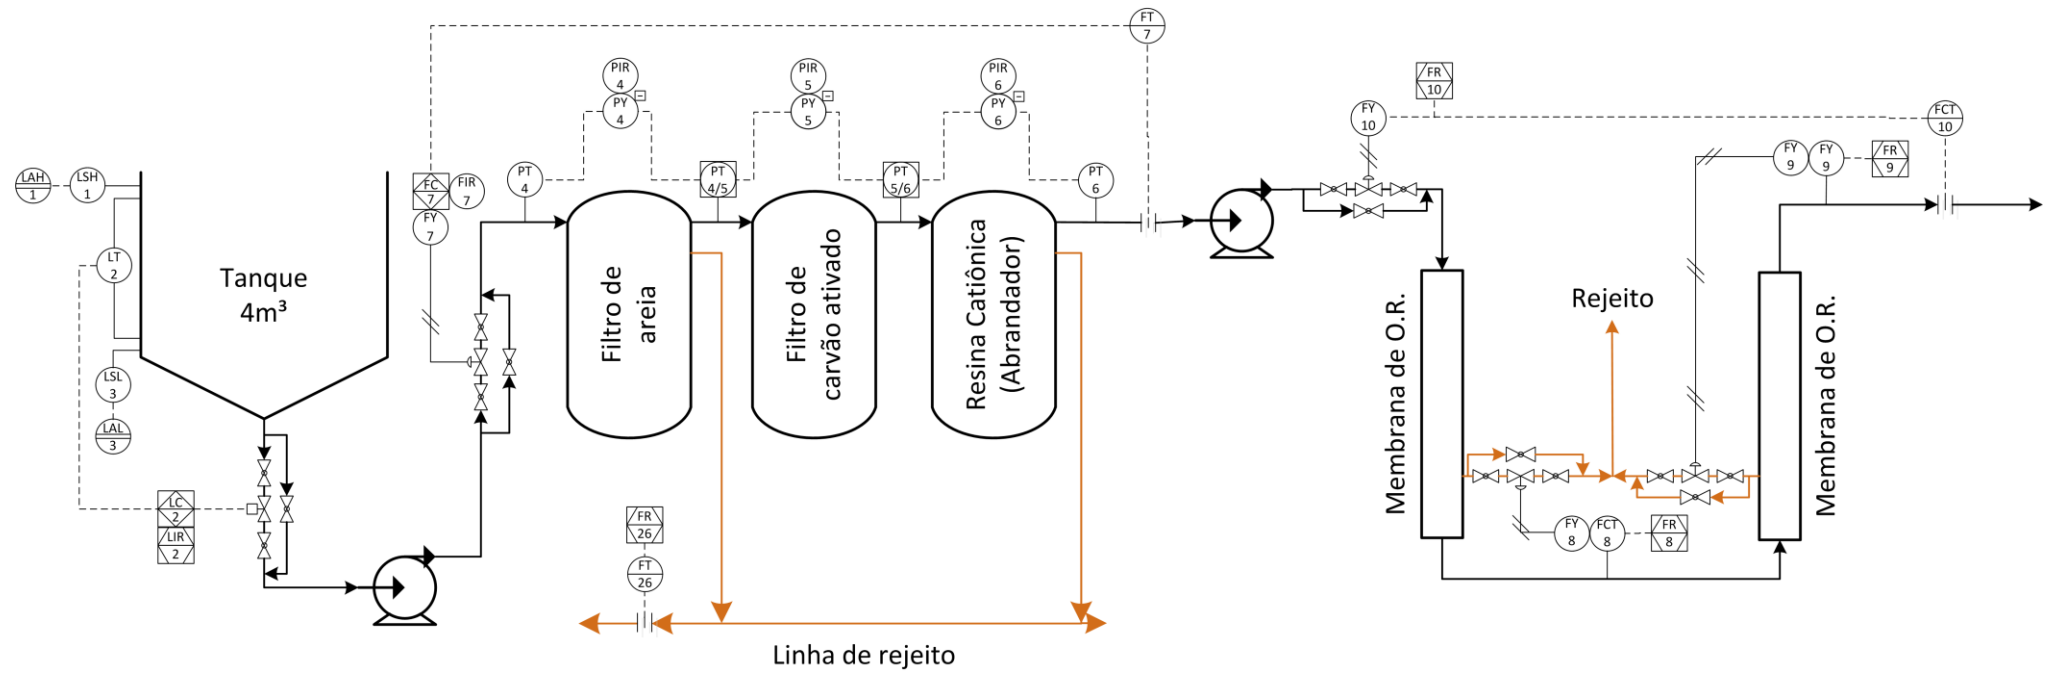 FT
7
PIR
4
PY
4
PIR
5
PY
5
PIR
6
PY
6
FR
10
FY
10
FCT
10
LAH
1
LSH
1
FC
7
FIR
7
FY
7
PT
4
PT
4/5
PT
5/6
PT
6
FY
9
FY
9
FR
9
LT
2
Tanque
4m³
LSL
3
LAL
3
Filtro de
areia
Filtro de
carvão ativado
Resina Catiônica
(Abrandador)
Membrana de O.R.
Rejeito
Membrana de O.R.
LC
2
LIR
2
FR
26
FT
26
FY
8
FCT
8
FR
8
Linha de rejeito